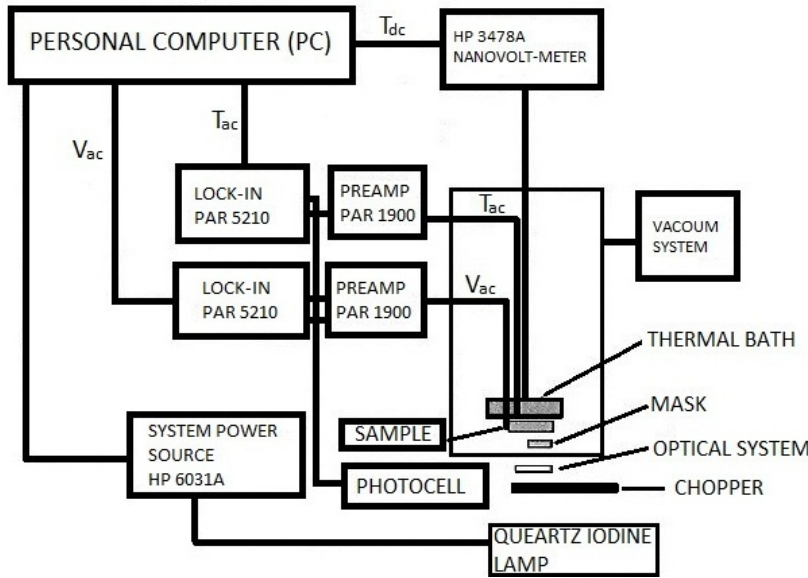 PERSONAL COMPUTER (PC)
Tdc
HP 3478A
NANOVOLT-METER
Vac
Tac
LOCK-IN
PAR 5210
PREAMP
PAR 1900
Tac
VACUUM
SYSTEM
LOCK-IN
PAR 5210
PREAMP
PAR 1900
Vac
THERMAL BATH
MASK
SAMPLE
OPTICAL SYSTEM
SYSTEM POWER
SOURCE
HP 6031A
PHOTOCELL
CHOPPER
QUEARTZ IODINE
LAMP